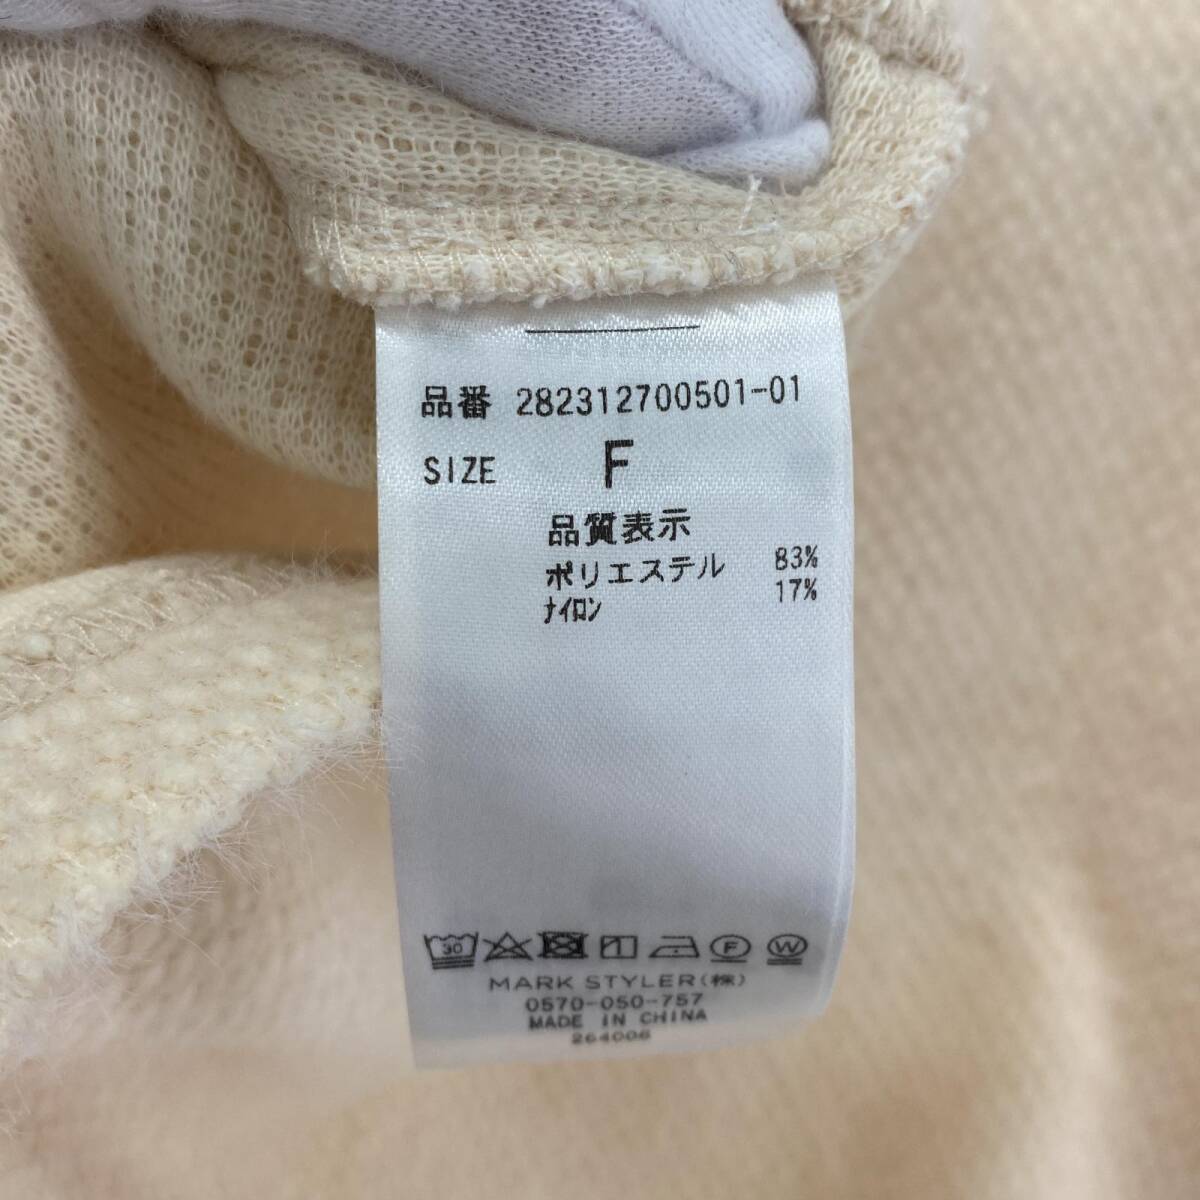 品番 282312700501-01
SIZE F
品質表示
ポリエステル 83%
ナイロン 17%
30 F W
MARK STYLER(株)
0570-050-757
MADE IN CHINA
264006